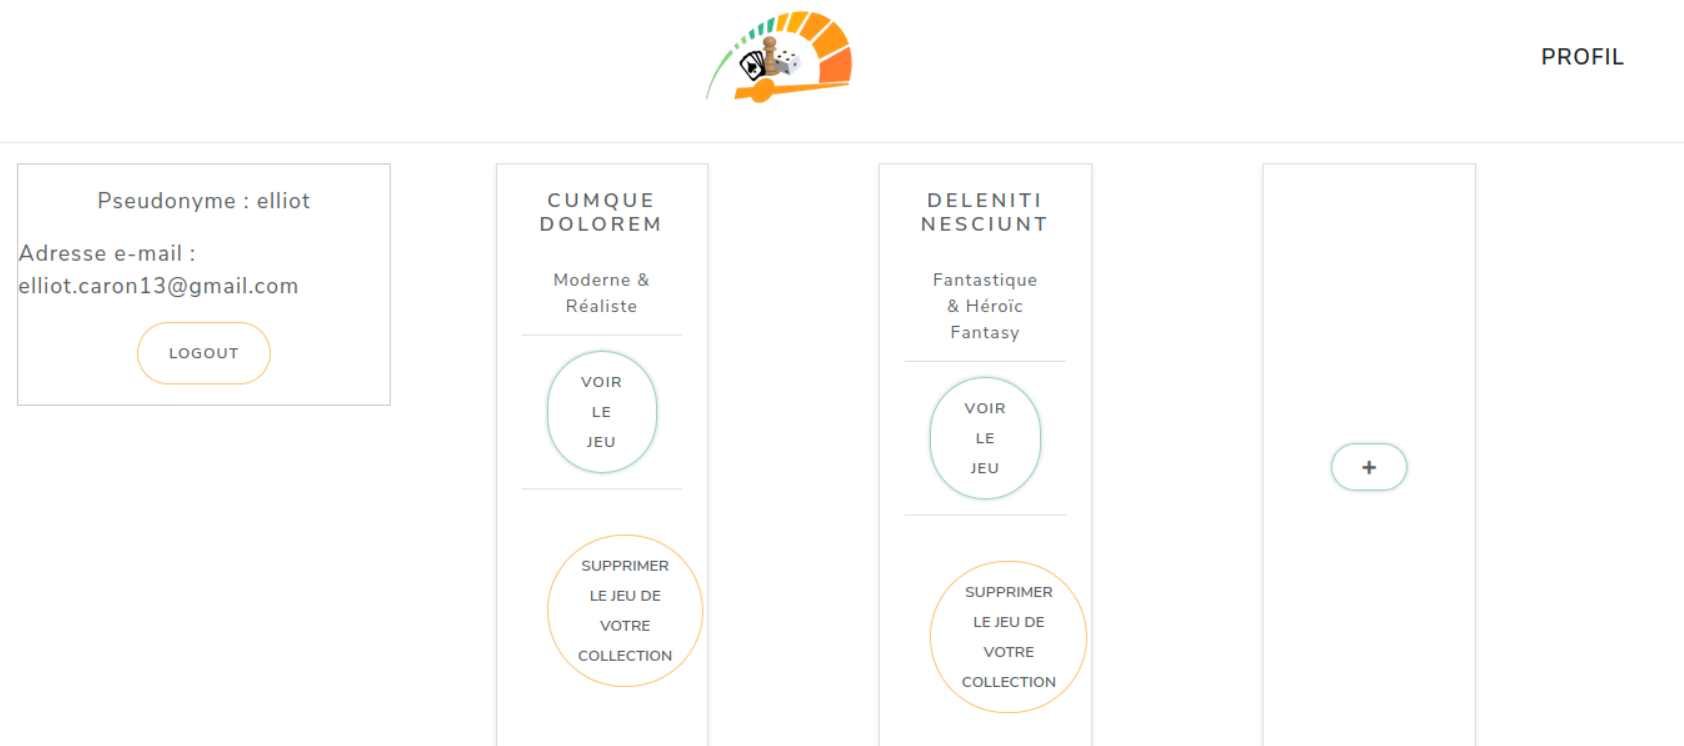 PROFIL
Pseudonyme : elliot
Adresse e-mail :
elliot.caron13@gmail.com
LOGOUT
CUMQUE
DOLOREM
Moderne &
Réaliste
VOIR
LE
JEU
SUPPRIMER
LE JEU DE
VOTRE
COLLECTION
DELENITI
NESCIUNT
Fantastique
& Héroïc
Fantasy
VOIR
LE
JEU
SUPPRIMER
LE JEU DE
VOTRE
COLLECTION
+